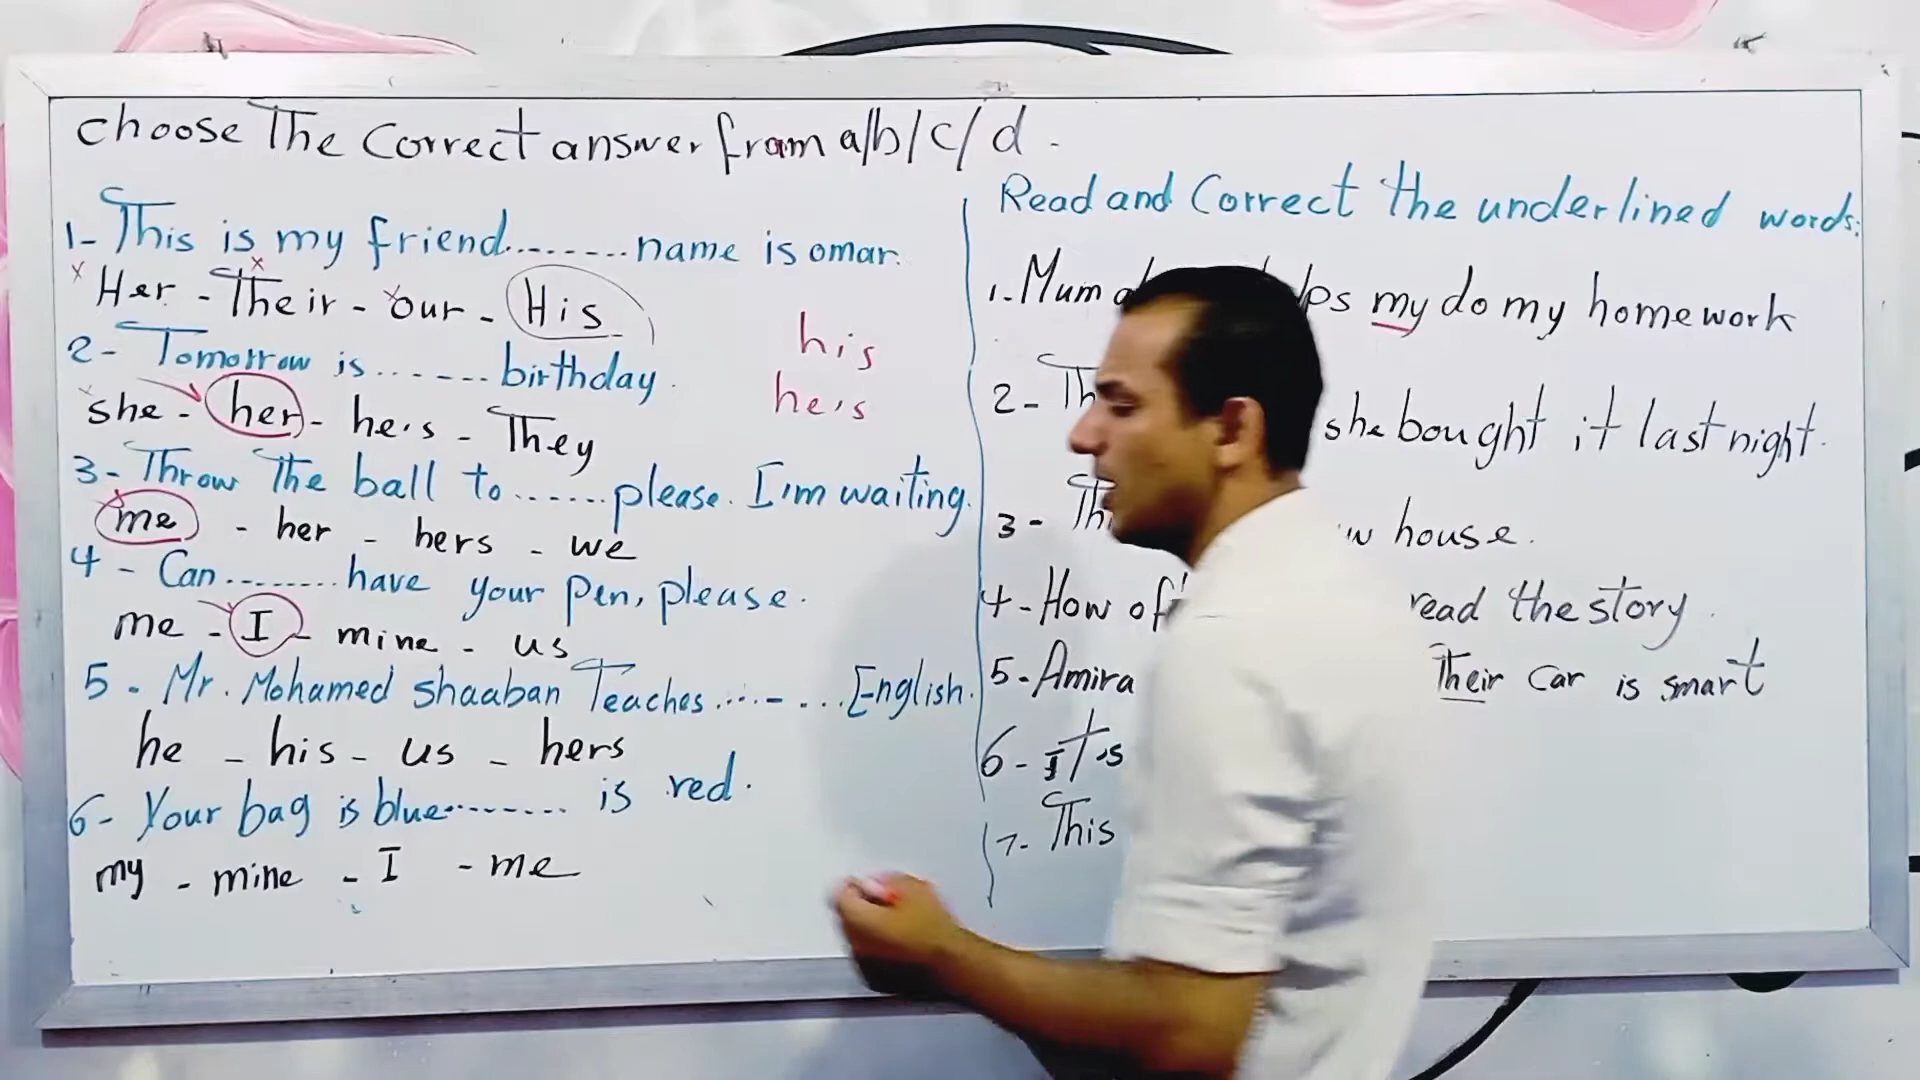 choose The Correct answer fram a/b/c/d.
1- This is my friend........name is omar.
Her - Their - our - His
2- Tomorrow is.......birthday.
she - her - he's - They
3- Throw The ball to......please. I'm waiting.
me - her - hers - we
4- Can........have your pen, please.
me - I - mine - us
5- Mr. Mohamed shaaban Teaches........English.
he - his - us - hers
6- Your bag is blue........ is red.
my - mine - I - me
his
he's
Read and Correct the underlined words:
1. Mum my do my homework
2- she bought it last night.
3- house.
4- How read the story.
5- Amira Their car is smart
6- It's
7- This